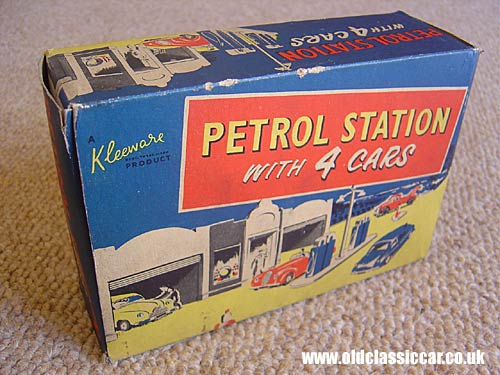 PETROL STATION
WITH 4 CARS
A
Kleeware
PRODUCT
PETROL STATION
WITH 4 CARS
www.oldclassiccar.co.uk